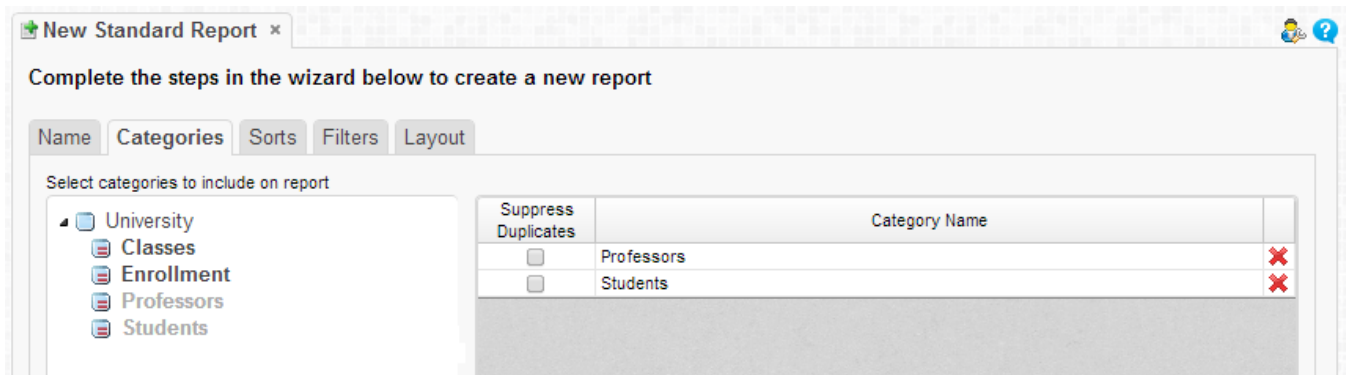 New Standard Report ×
Complete the steps in the wizard below to create a new report
Name Categories Sorts Filters Layout
Select categories to include on report
University
Classes
Enrollment
Professors
Students
Suppress Duplicates
Category Name
Professors
Students